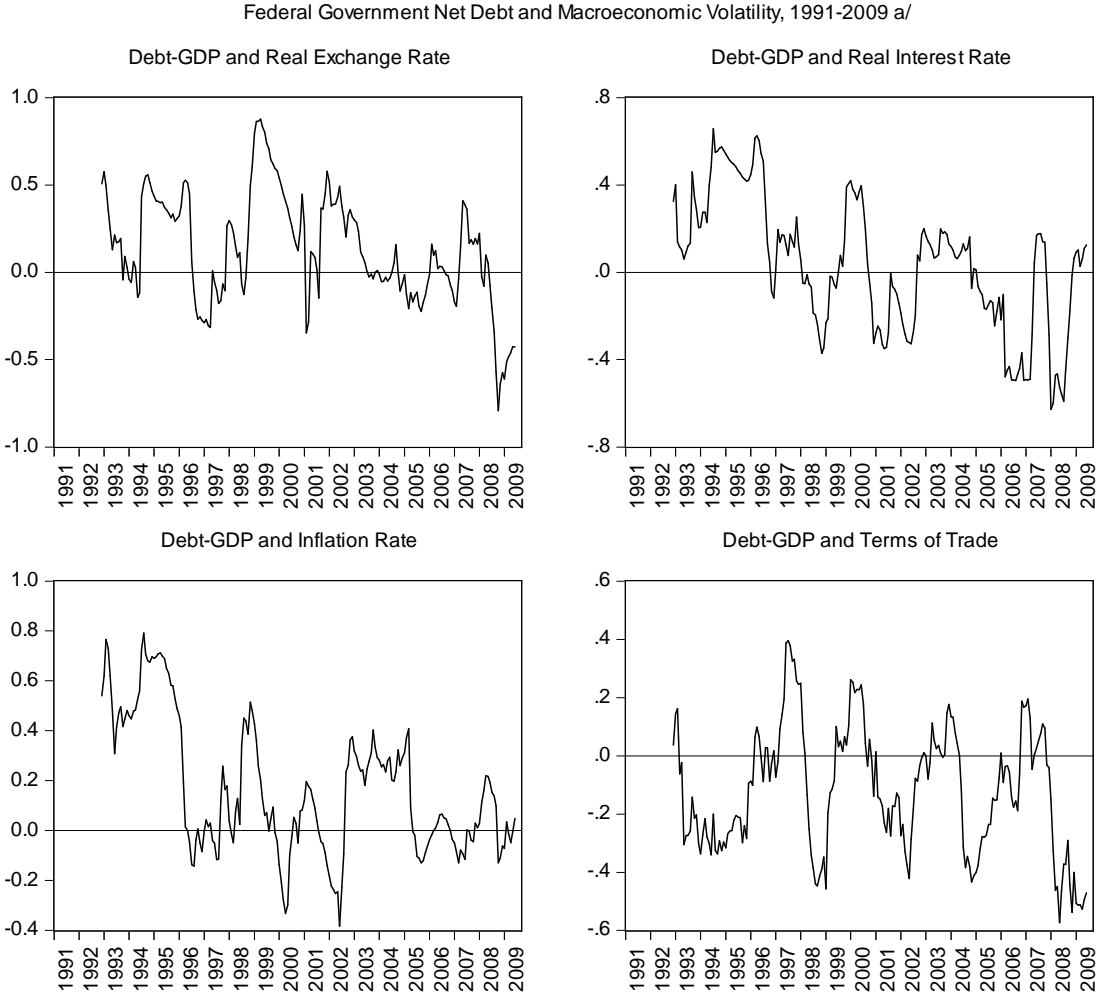 Federal Government Net Debt and Macroeconomic Volatility, 1991-2009 a/
Debt-GDP and Real Exchange Rate
1.0
0.5
0.0
-0.5
-1.0
1991 1992 1993 1994 1995 1996 1997 1998 1999 2000 2001 2002 2003 2004 2005 2006 2007 2008 2009
Debt-GDP and Real Interest Rate
.8
.4
.0
-.4
-.8
1991 1992 1993 1994 1995 1996 1997 1998 1999 2000 2001 2002 2003 2004 2005 2006 2007 2008 2009
Debt-GDP and Inflation Rate
1.0
0.8
0.6
0.4
0.2
0.0
-0.2
-0.4
1991 1992 1993 1994 1995 1996 1997 1998 1999 2000 2001 2002 2003 2004 2005 2006 2007 2008 2009
Debt-GDP and Terms of Trade
.6
.4
.2
.0
-.2
-.4
-.6
1991 1992 1993 1994 1995 1996 1997 1998 1999 2000 2001 2002 2003 2004 2005 2006 2007 2008 2009